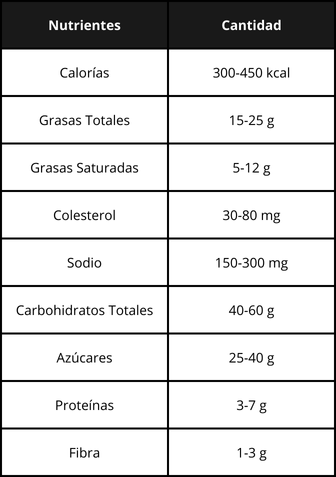 Nutrientes Cantidad
Calorías 300-450 kcal
Grasas Totales 15-25 g
Grasas Saturadas 5-12 g
Colesterol 30-80 mg
Sodio 150-300 mg
Carbohidratos Totales 40-60 g
Azúcares 25-40 g
Proteínas 3-7 g
Fibra 1-3 g